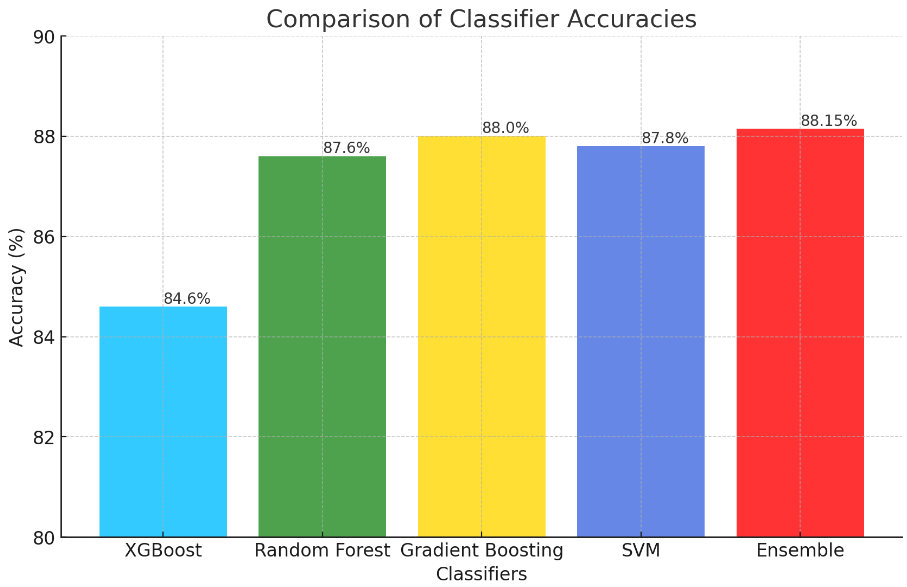 Comparison of Classifier Accuracies
Accuracy (%)
90
88
86
84
82
80
84.6%
87.6%
88.0%
87.8%
88.15%
XGBoost
Random Forest
Gradient Boosting
SVM
Ensemble
Classifiers